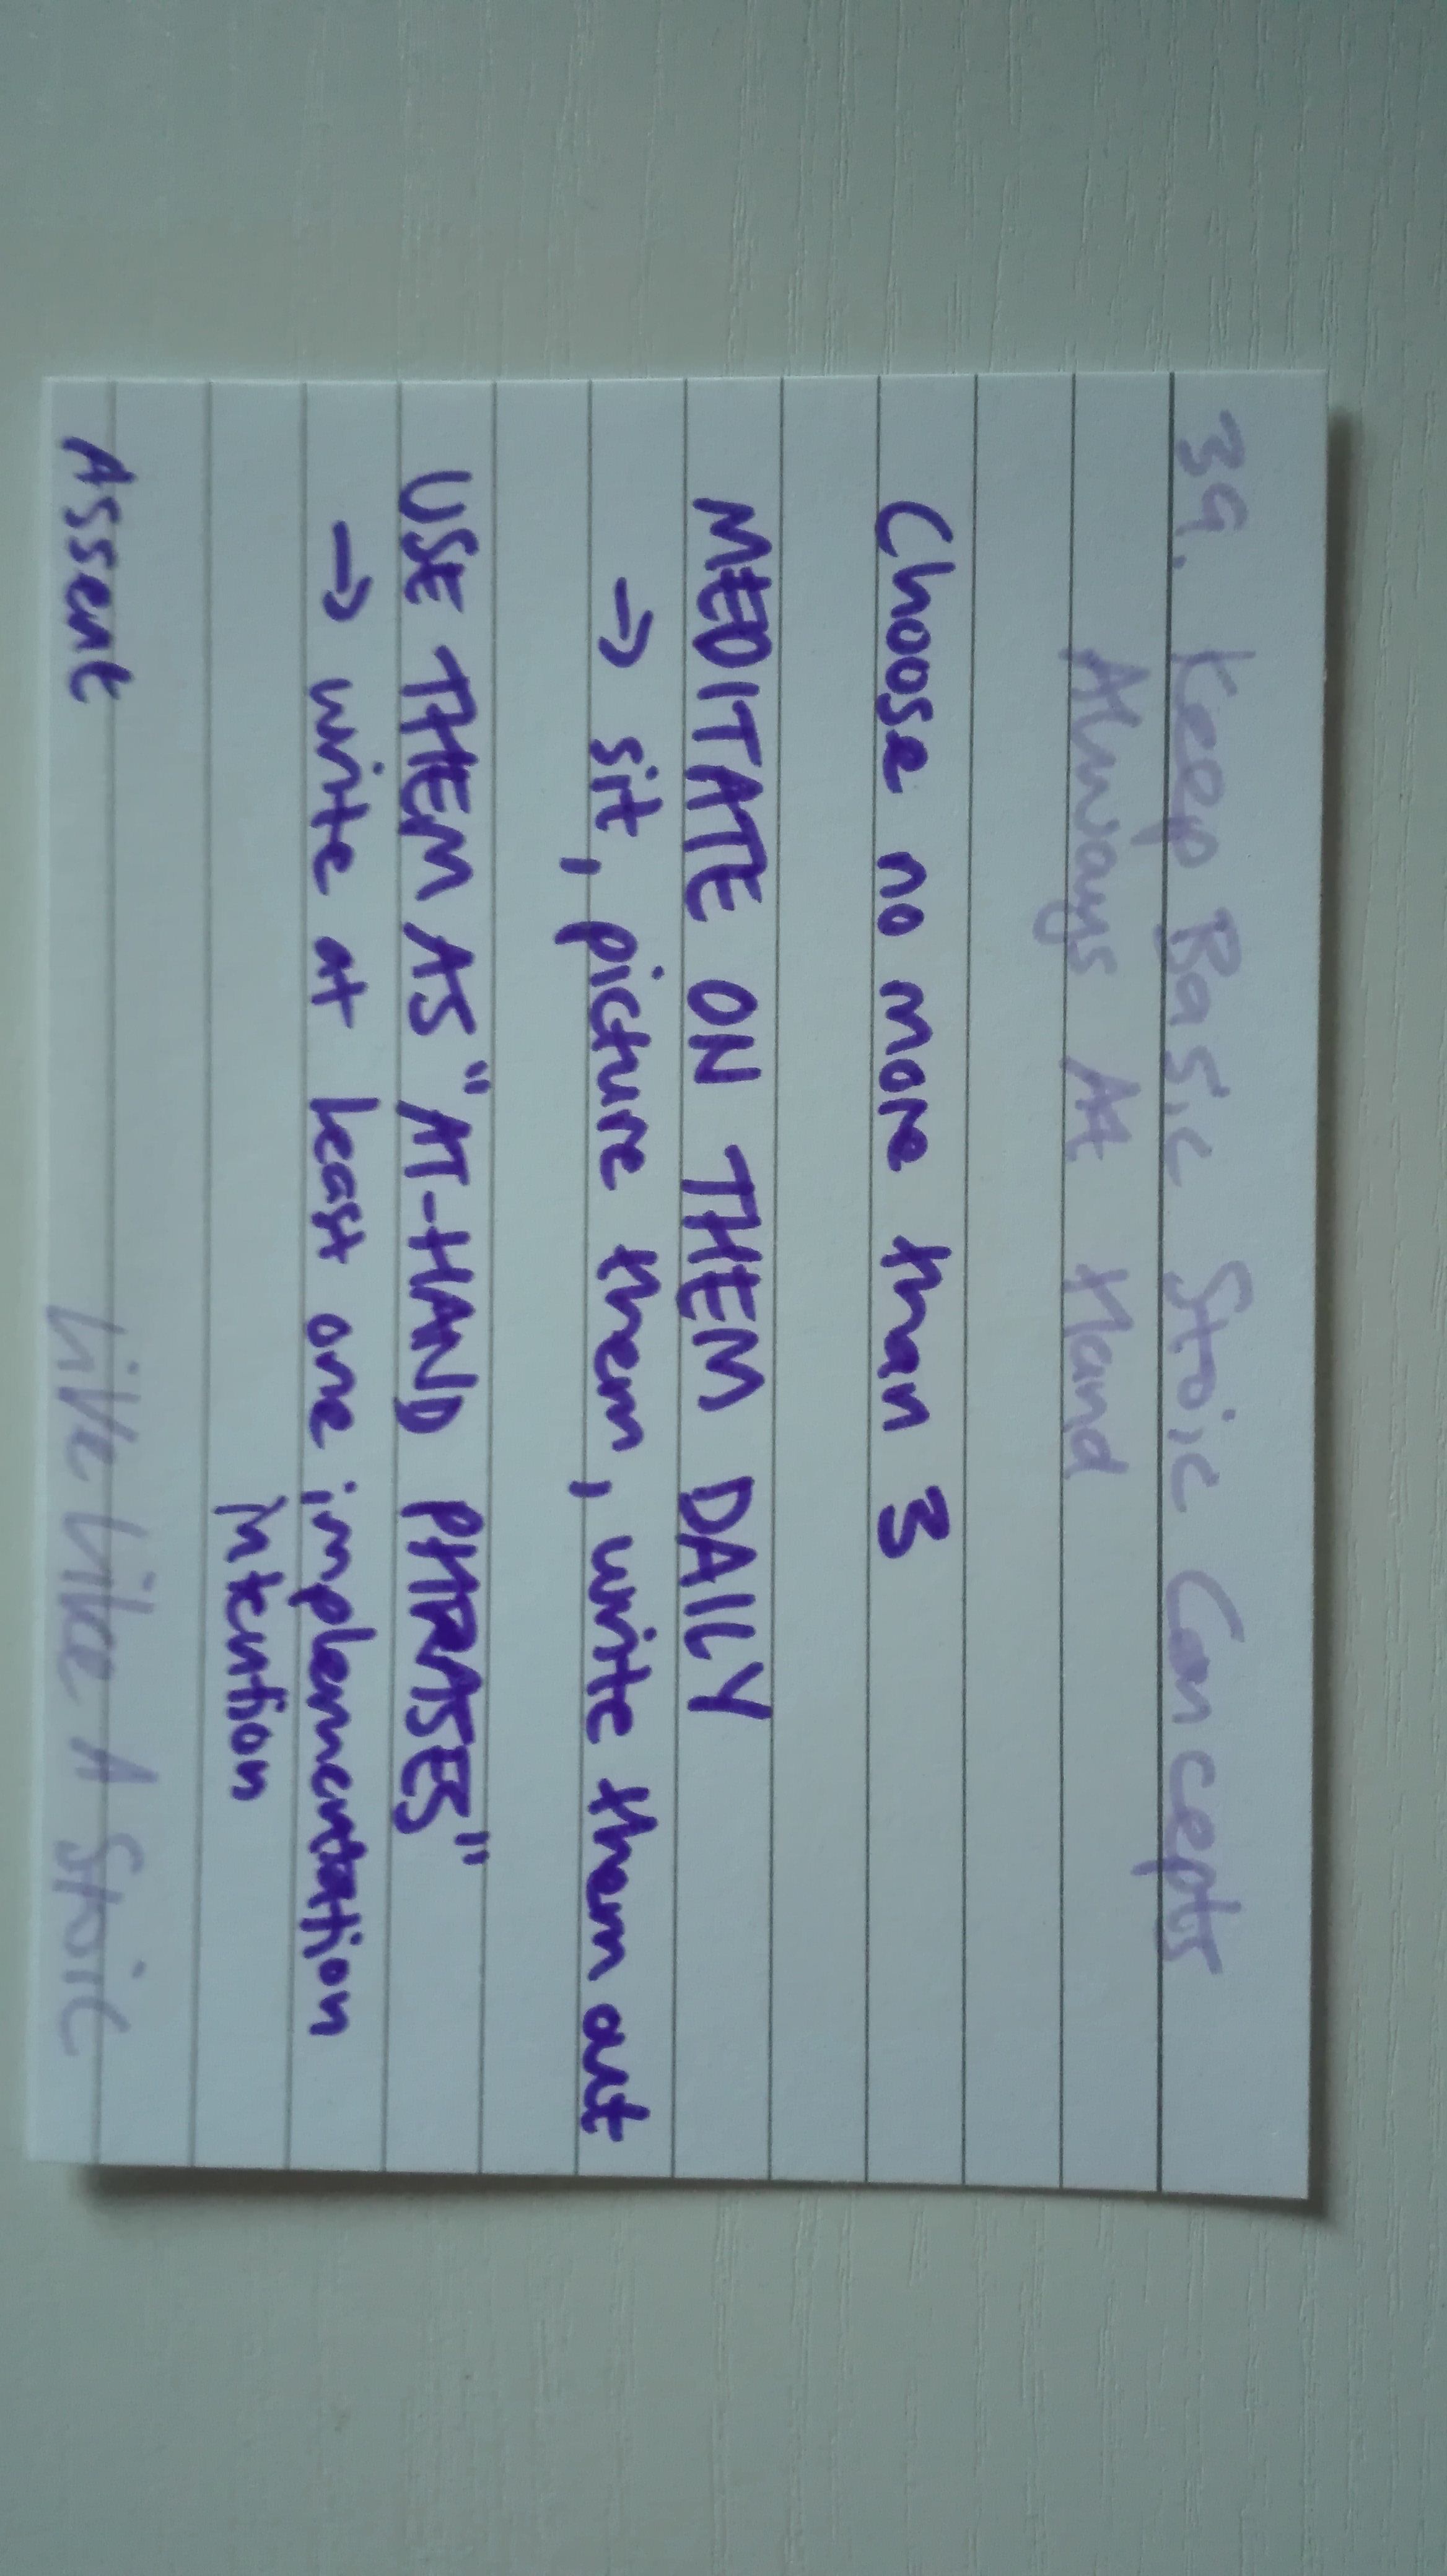 39. Keep Basic Stoic Concepts
Always At Hand
Choose no more than 3
MEDITATE ON THEM DAILY
→ sit, picture them, write them out
USE THEM AS "AT-HAND PHRASES"
→ write at least one implementation
intention
Assent
Live Like A Stoic